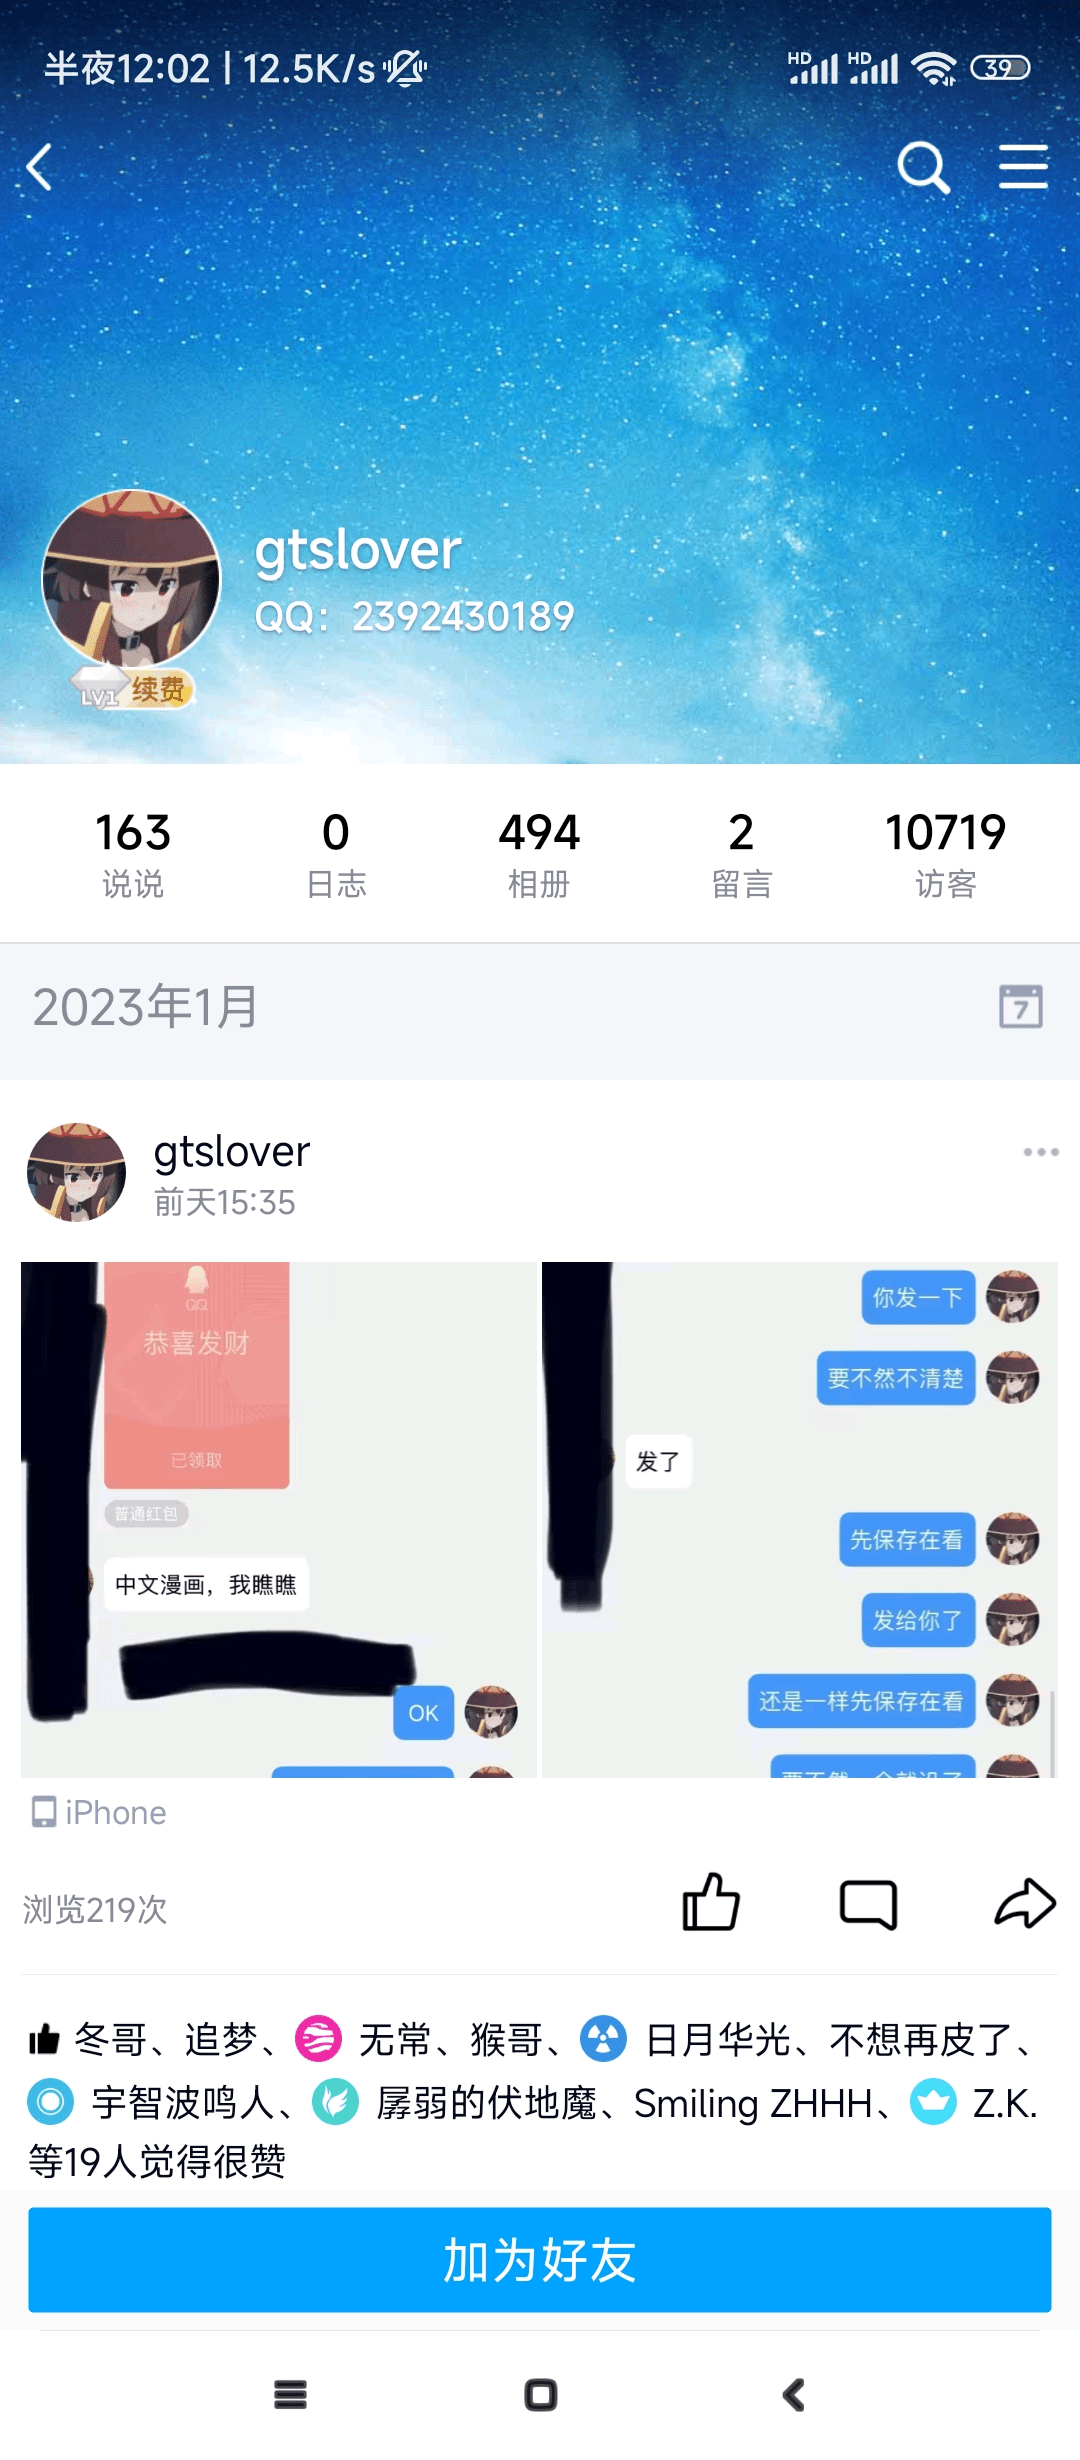 半夜12:02 | 12.5K/s
HD HD 39
gtslover
QQ：2392430189
LV1 续费
163 0 494 2 10719
说说 日志 相册 留言 访客
2023年1月
7
gtslover
前天15:35
QQ
恭喜发财
已领取
普通红包
中文漫画，我瞧瞧
OK
你发一下
要不然不清楚
发了
先保存在看
发给你了
还是一样先保存在看
iPhone
浏览219次
冬哥、追梦、 无常、猴哥、 日月华光、不想再皮了、
宇智波鸣人、 孱弱的伏地魔、Smiling ZHHH、 Z.K.
等19人觉得很赞
加为好友